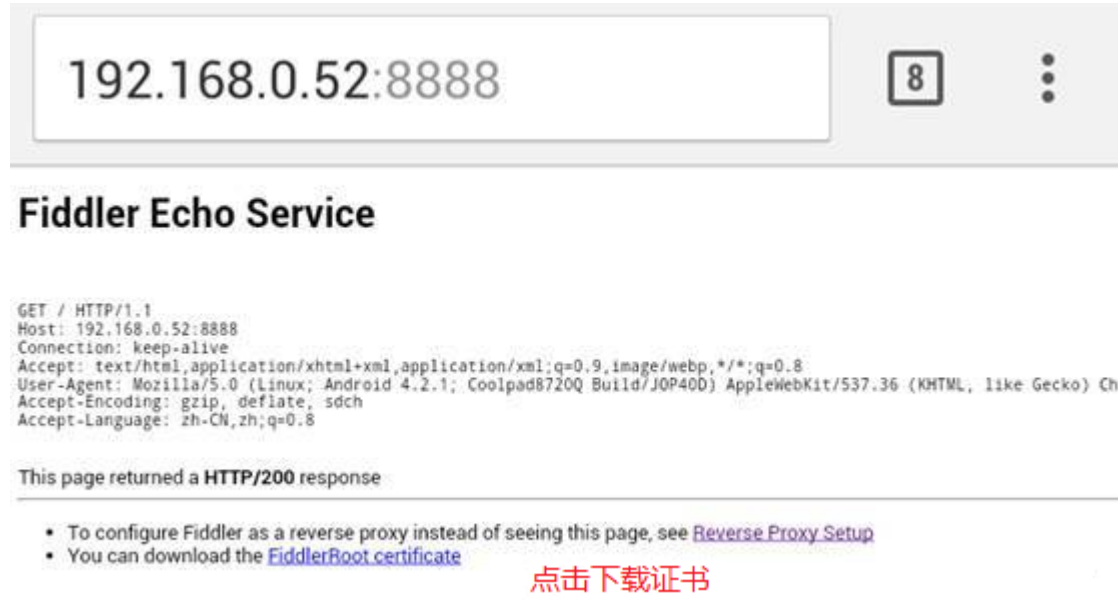 192.168.0.52:8888
8
Fiddler Echo Service
GET / HTTP/1.1
Host: 192.168.0.52:8888
Connection: keep-alive
Accept: text/html,application/xhtml+xml,application/xml;q=0.9,image/webp,*/*;q=0.8
User-Agent: Mozilla/5.0 (Linux; Android 4.2.1; Coolpad8720Q Build/JOP40D) AppleWebKit/537.36 (KHTML, like Gecko) Ch
Accept-Encoding: gzip, deflate, sdch
Accept-Language: zh-CN,zh;q=0.8
This page returned a HTTP/200 response
• To configure Fiddler as a reverse proxy instead of seeing this page, see Reverse Proxy Setup
• You can download the FiddlerRoot certificate
点击下载证书